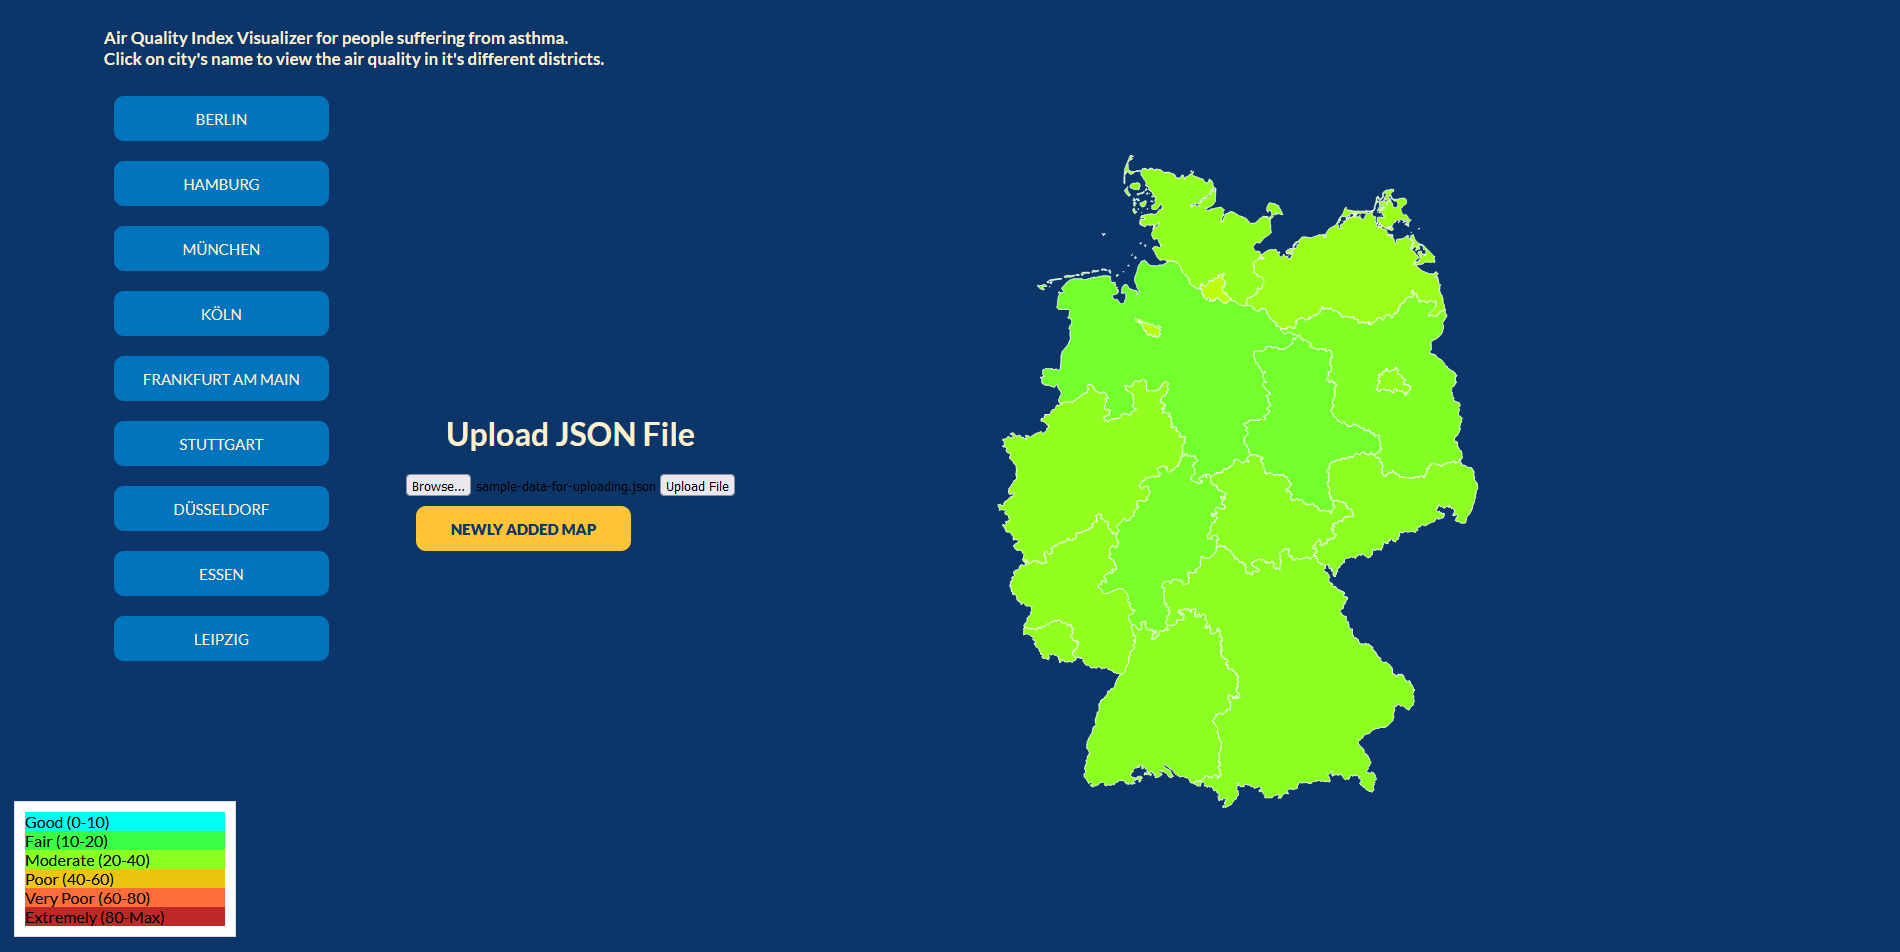 Air Quality Index Visualizer for people suffering from asthma.
Click on city's name to view the air quality in it's different districts.
BERLIN
HAMBURG
MÜNCHEN
KÖLN
FRANKFURT AM MAIN
STUTTGART
DÜSSELDORF
ESSEN
LEIPZIG
Upload JSON File
Browse... sample-data-for-uploading.json Upload File
NEWLY ADDED MAP
Good (0-10)
Fair (10-20)
Moderate (20-40)
Poor (40-60)
Very Poor (60-80)
Extremely (80-Max)